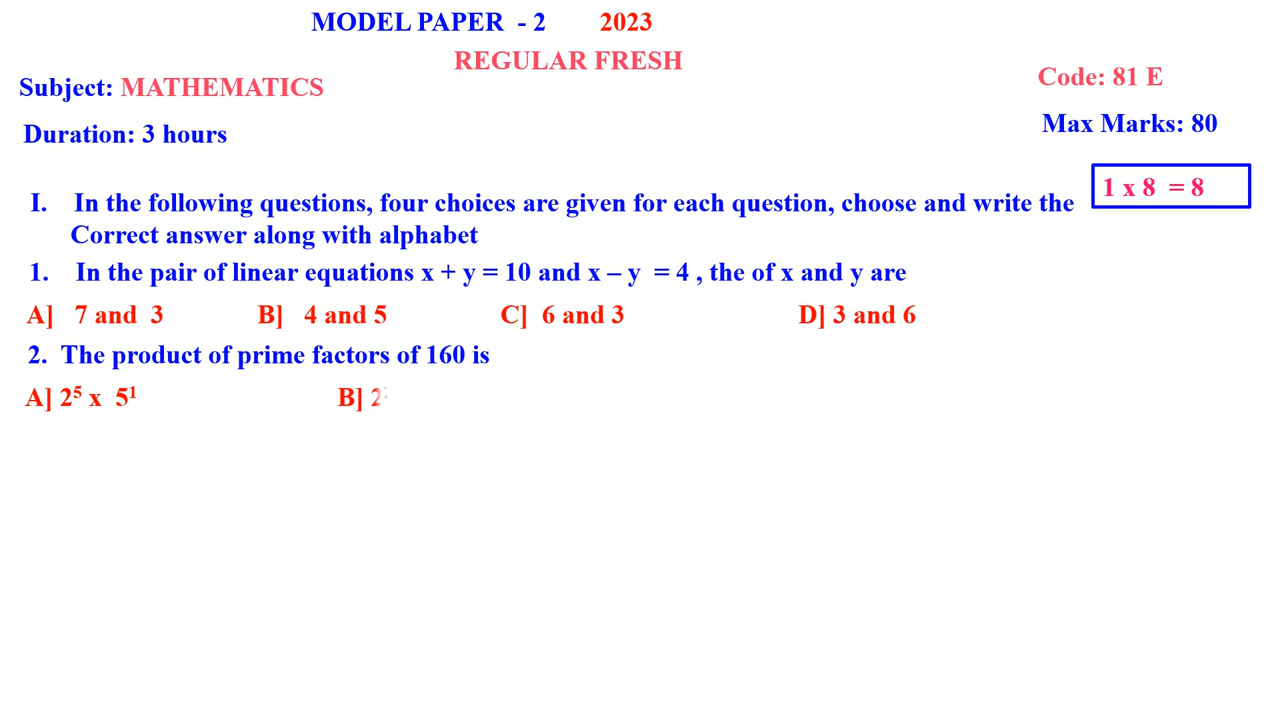 MODEL PAPER - 2 2023
REGULAR FRESH
Subject: MATHEMATICS
Code: 81 E
Duration: 3 hours
Max Marks: 80
1 x 8 = 8
I. In the following questions, four choices are given for each question, choose and write the
Correct answer along with alphabet
1. In the pair of linear equations x + y = 10 and x – y = 4 , the of x and y are
A] 7 and 3 B] 4 and 5 C] 6 and 3 D] 3 and 6
2. The product of prime factors of 160 is
A] 2⁵ x 5¹ B] 2